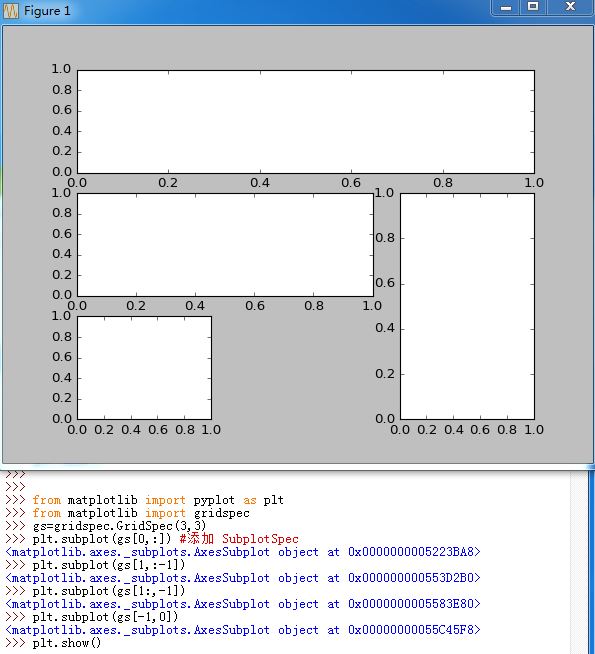 Figure 1
1.0
0.8
0.6
0.4
0.2
0.0
0.0 0.2 0.4 0.6 0.8 1.0
1.0
0.8
0.6
0.4
0.2
0.0
0.0 0.2 0.4 0.6 0.8 1.0
1.0
0.8
0.6
0.4
0.2
0.0
0.0 0.2 0.4 0.6 0.8 1.0
1.0
0.8
0.6
0.4
0.2
0.0
0.0 0.2 0.4 0.6 0.8 1.0
>>>
>>>
>>> from matplotlib import pyplot as plt
>>> from matplotlib import gridspec
>>> gs=gridspec.GridSpec(3,3)
>>> plt.subplot(gs[0,:]) #添加 SubplotSpec
<matplotlib.axes._subplots.AxesSubplot object at 0x0000000005223BA8>
>>> plt.subplot(gs[1,:-1])
<matplotlib.axes._subplots.AxesSubplot object at 0x000000000553D2B0>
>>> plt.subplot(gs[1:,-1])
<matplotlib.axes._subplots.AxesSubplot object at 0x0000000005583E80>
>>> plt.subplot(gs[-1,0])
<matplotlib.axes._subplots.AxesSubplot object at 0x00000000055C45F8>
>>> plt.show()